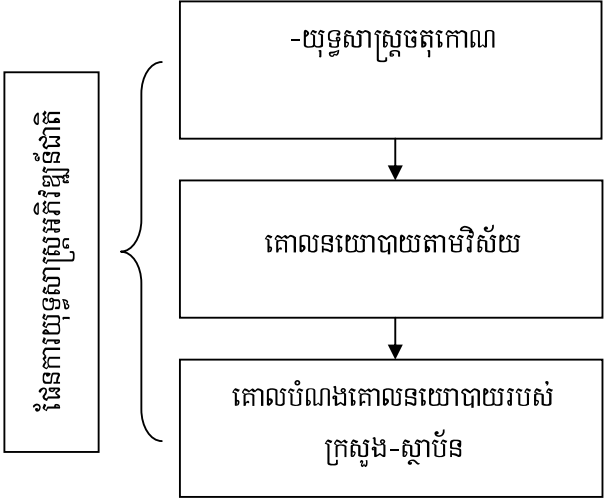 ផែនការយុទ្ធសាស្ត្រអភិវឌ្ឍន៍ជាតិ
-យុទ្ធសាស្ត្រចតុកោណ
គោលនយោបាយតាមវិស័យ
គោលបំណងគោលនយោបាយរបស់
ក្រសួង-ស្ថាប័ន